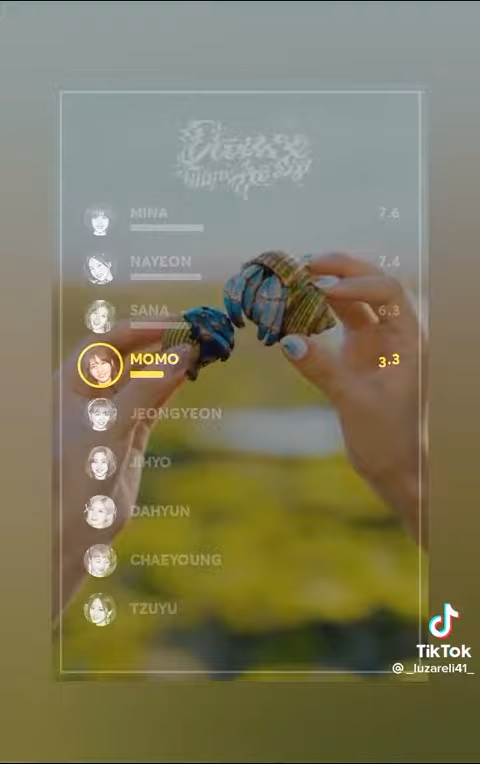 MINA 7.6
NAYEON 7.4
SANA 6.3
MOMO 3.3
JEONGYEON
JIHYO
DAHYUN
CHAEYOUNG
TZUYU
TikTok
@_luzareli41_